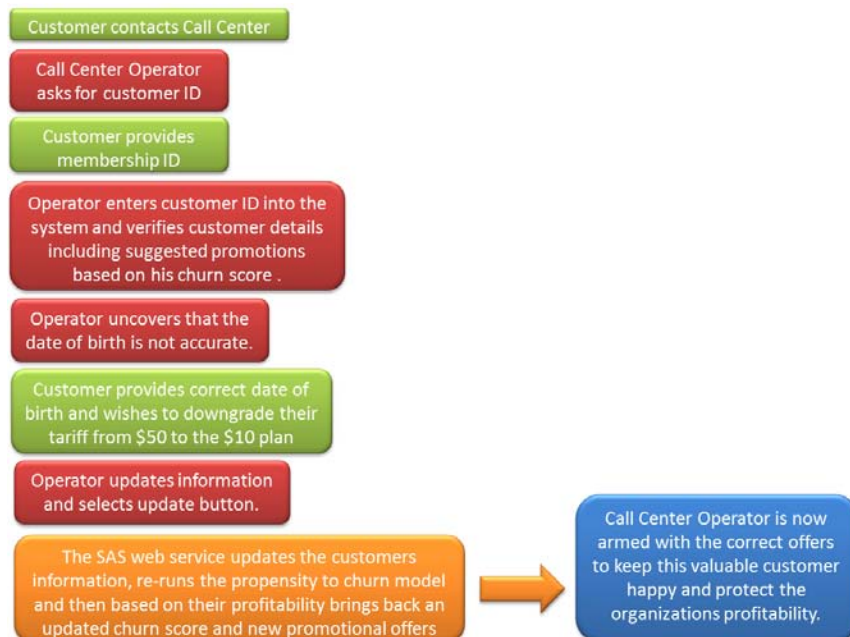 Customer contacts Call Center
Call Center Operator
asks for customer ID
Customer provides
membership ID
Operator enters customer ID into the
system and verifies customer details
including suggested promotions
based on his churn score .
Operator uncovers that the
date of birth is not accurate.
Customer provides correct date of
birth and wishes to downgrade their
tariff from $50 to the $10 plan
Operator updates information
and selects update button.
The SAS web service updates the customers
information, re-runs the propensity to churn model
and then based on their profitability brings back an
updated churn score and new promotional offers
Call Center Operator is now
armed with the correct offers
to keep this valuable customer
happy and protect the
organizations profitability.